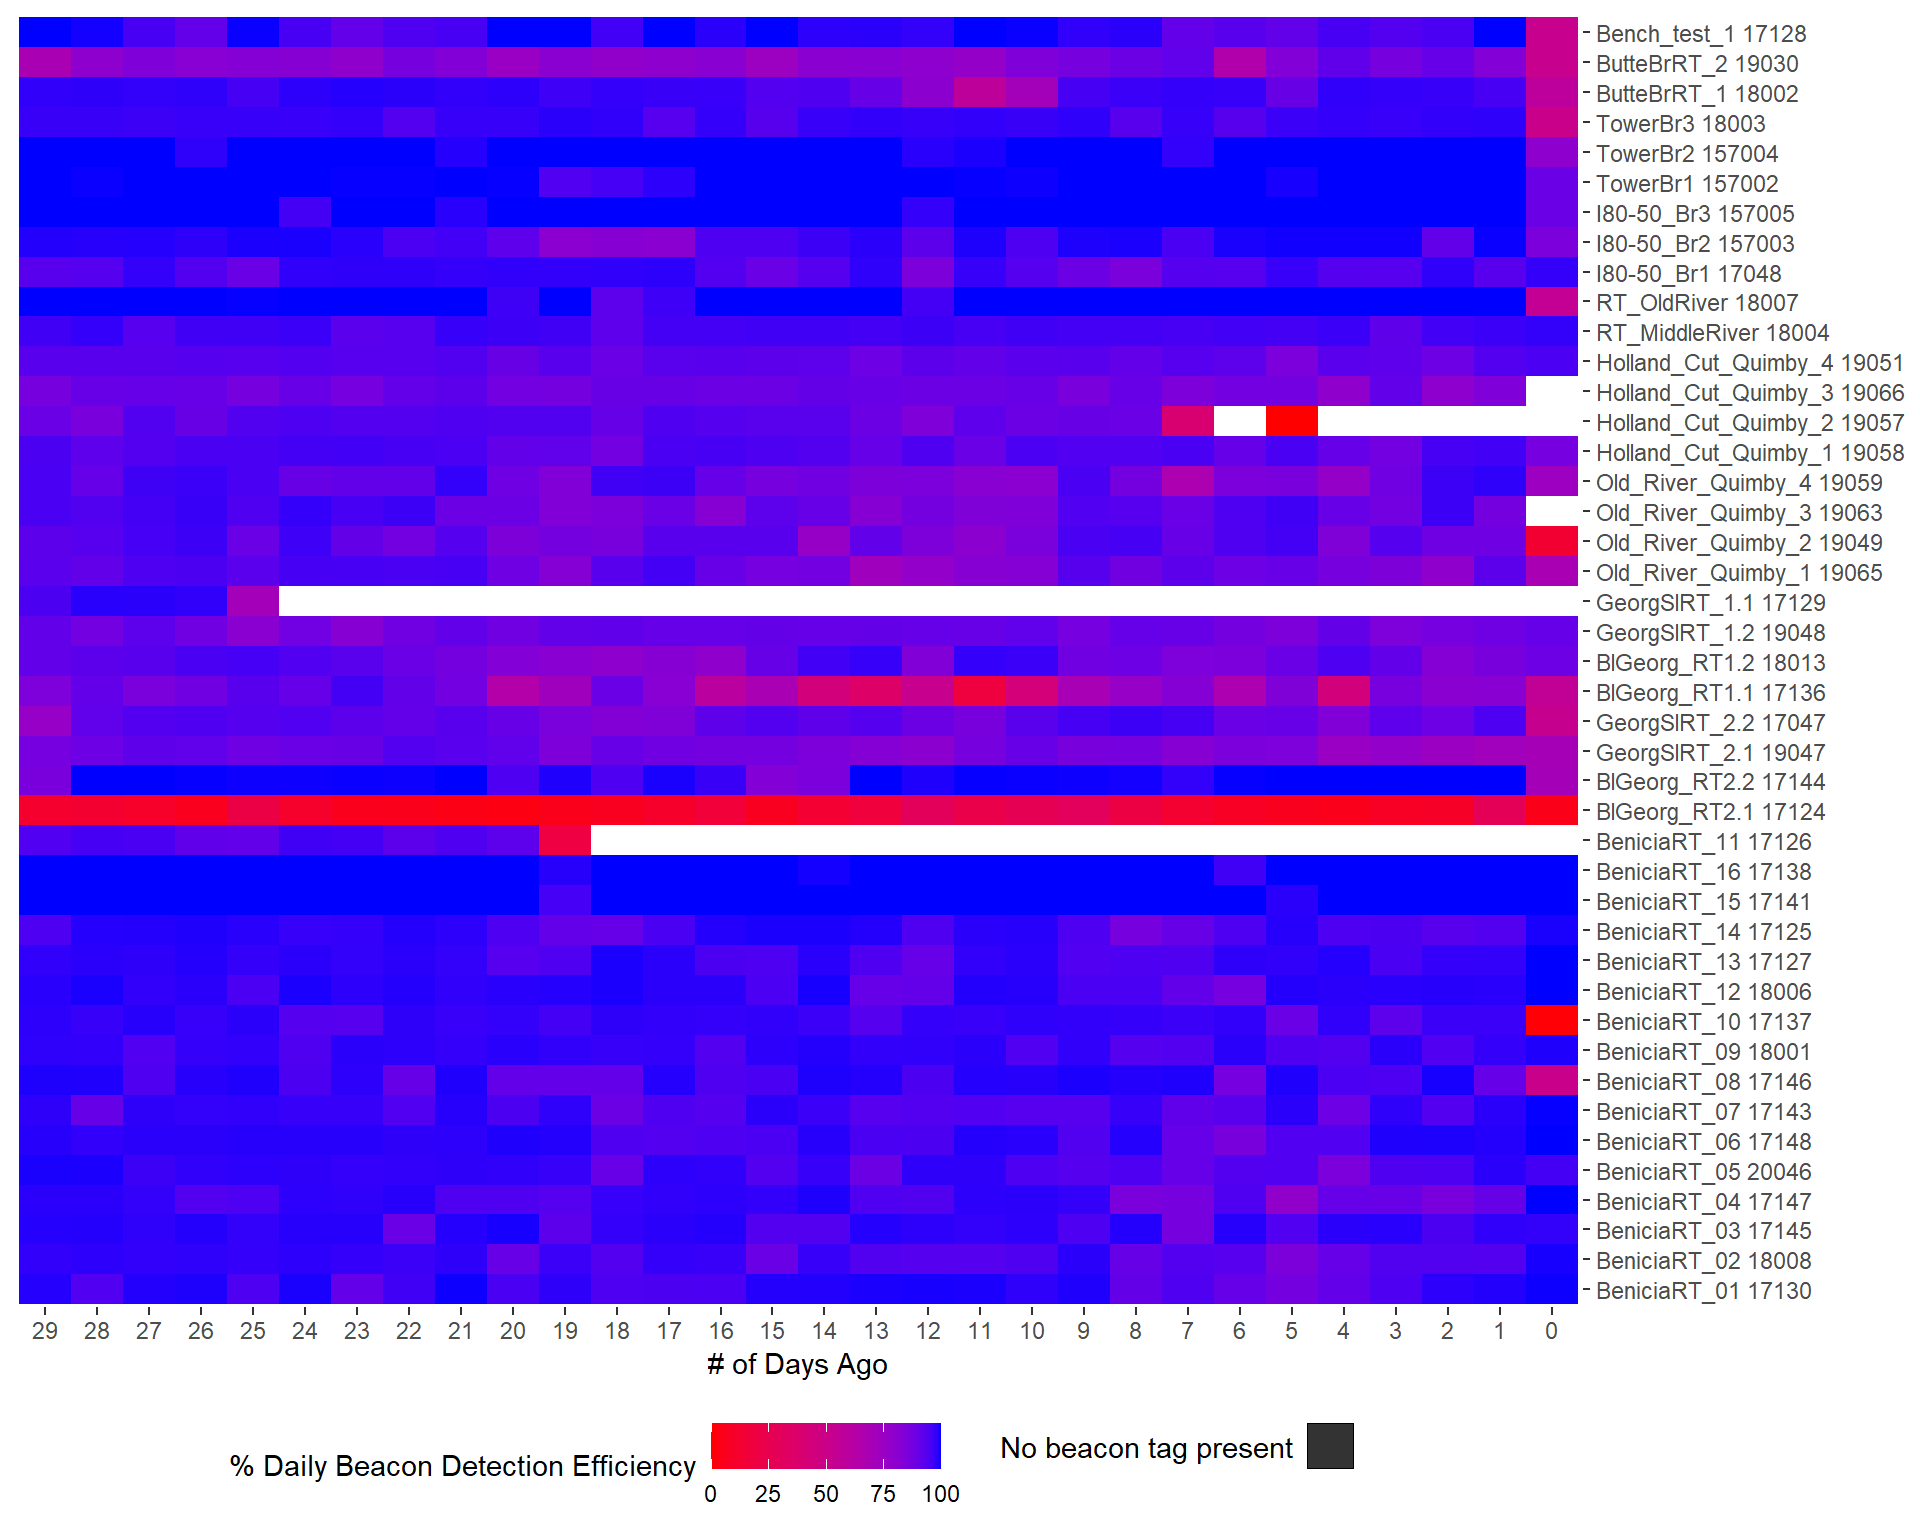 Bench_test_1 17128
ButteBrRT_2 19030
ButteBrRT_1 18002
TowerBr3 18003
TowerBr2 157004
TowerBr1 157002
I80-50_Br3 157005
I80-50_Br2 157003
I80-50_Br1 17048
RT_OldRiver 18007
RT_MiddleRiver 18004
Holland_Cut_Quimby_4 19051
Holland_Cut_Quimby_3 19066
Holland_Cut_Quimby_2 19057
Holland_Cut_Quimby_1 19058
Old_River_Quimby_4 19059
Old_River_Quimby_3 19063
Old_River_Quimby_2 19049
Old_River_Quimby_1 19065
GeorgSlRT_1.1 17129
GeorgSlRT_1.2 19048
BlGeorg_RT1.2 18013
BlGeorg_RT1.1 17136
GeorgSlRT_2.2 17047
GeorgSlRT_2.1 19047
BlGeorg_RT2.2 17144
BlGeorg_RT2.1 17124
BeniciaRT_11 17126
BeniciaRT_16 17138
BeniciaRT_15 17141
BeniciaRT_14 17125
BeniciaRT_13 17127
BeniciaRT_12 18006
BeniciaRT_10 17137
BeniciaRT_09 18001
BeniciaRT_08 17146
BeniciaRT_07 17143
BeniciaRT_06 17148
BeniciaRT_05 20046
BeniciaRT_04 17147
BeniciaRT_03 17145
BeniciaRT_02 18008
BeniciaRT_01 17130
29 28 27 26 25 24 23 22 21 20 19 18 17 16 15 14 13 12 11 10 9 8 7 6 5 4 3 2 1 0
# of Days Ago
% Daily Beacon Detection Efficiency
0 25 50 75 100
No beacon tag present